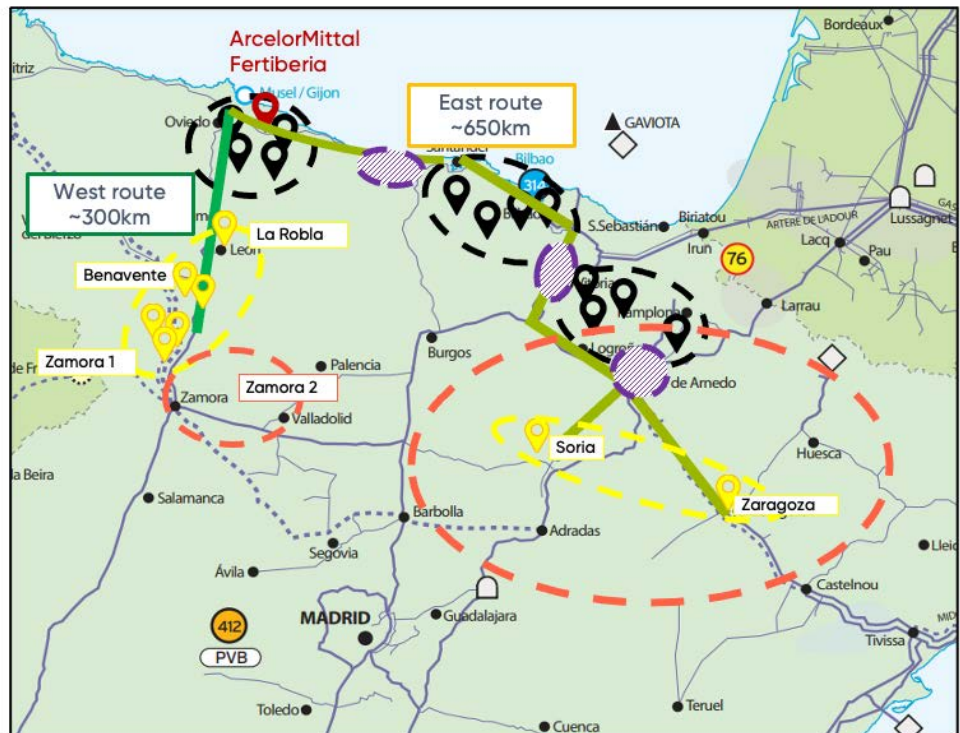 Bordeaux
ArcelorMittal
Fertiberia
itriz
Musel / Gijon
Oviedo
East route
~650km
GAVIOTA
Santander
Bilbao
314
West route
~300km
S.Sebastián
Biriatou
Irun
ARTERE DE L'ADOUR
Lussagnet
Lacq
Pau
La Robla
León
76
Larrau
Benavente
Vitoria
Pamplona
Logroño
Burgos
Zamora 1
Palencia
de Arnedo
Zamora 2
Zamora
Valladolid
Soria
Huesca
la Beira
Salamanca
Zaragoza
Barbolla
Adradas
Segovia
Ávila
Castelnou
Guadalajara
MADRID
412
PVB
Tivissa
Toledo
Teruel
Cuenca